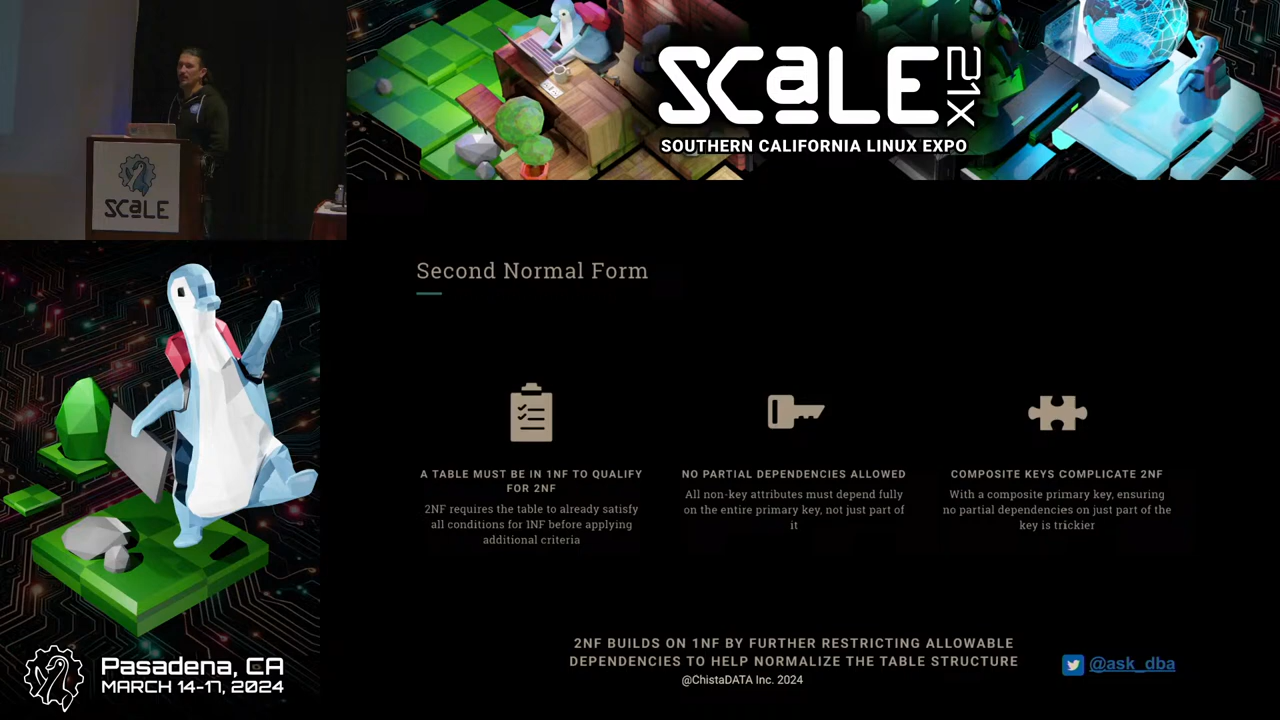 SCaLE
21X
SOUTHERN CALIFORNIA LINUX EXPO
SCaLE
Second Normal Form
A TABLE MUST BE IN 1NF TO QUALIFY
FOR 2NF
2NF requires the table to already satisfy
all conditions for 1NF before applying
additional criteria
NO PARTIAL DEPENDENCIES ALLOWED
All non-key attributes must depend fully
on the entire primary key, not just part of
it
COMPOSITE KEYS COMPLICATE 2NF
With a composite primary key, ensuring
no partial dependencies on just part of the
key is trickier
2NF BUILDS ON 1NF BY FURTHER RESTRICTING ALLOWABLE
DEPENDENCIES TO HELP NORMALIZE THE TABLE STRUCTURE
@ChistaDATA Inc. 2024
@ask_dba
Pasadena, CA
MARCH 14-17, 2024